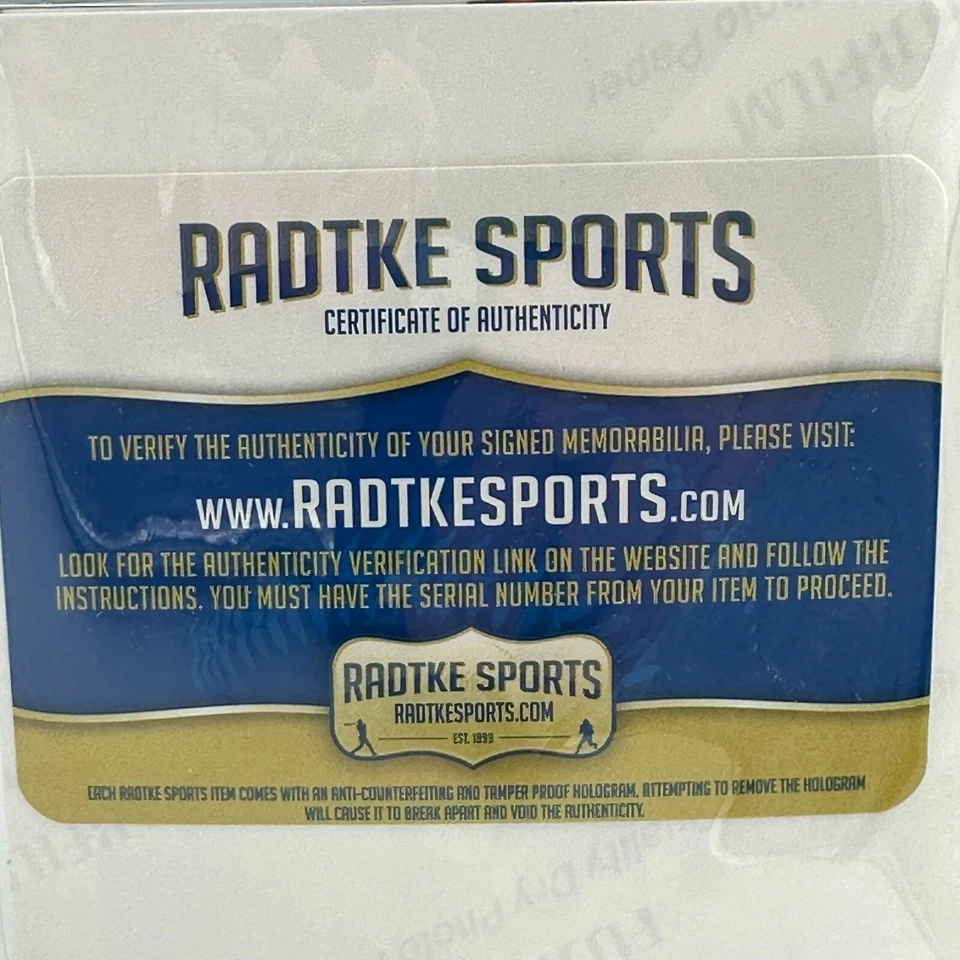 RADTKE SPORTS
CERTIFICATE OF AUTHENTICITY
TO VERIFY THE AUTHENTICITY OF YOUR SIGNED MEMORABILIA, PLEASE VISIT:
WWW.RADTKESPORTS.COM
LOOK FOR THE AUTHENTICITY VERIFICATION LINK ON THE WEBSITE AND FOLLOW THE
INSTRUCTIONS. YOU MUST HAVE THE SERIAL NUMBER FROM YOUR ITEM TO PROCEED.
RADTKE SPORTS
RADTKESPORTS.COM
EST. 1999
EACH RADTKE SPORTS ITEM COMES WITH AN ANTI-COUNTERFEITING AND TAMPER PROOF HOLOGRAM. ATTEMPTING TO REMOVE THE HOLOGRAM
WILL CAUSE IT TO BREAK APART AND VOID THE AUTHENTICITY.